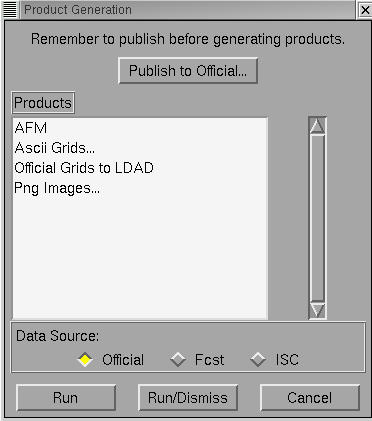 Product Generation
Remember to publish before generating products.
Publish to Official...
Products
AFM
Ascii Grids...
Official Grids to LDAD
Png Images...
Data Source:
Official Fcst ISC
Run Run/Dismiss Cancel